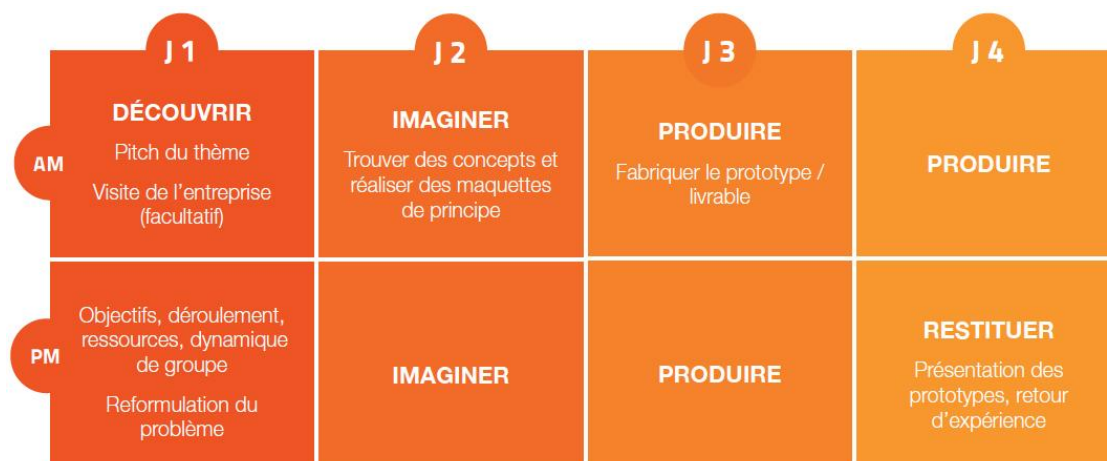 J 1
J 2
J 3
J 4
AM
DÉCOUVRIR
Pitch du thème
Visite de l'entreprise
(facultatif)
IMAGINER
Trouver des concepts et
réaliser des maquettes
de principe
PRODUIRE
Fabriquer le prototype /
livrable
PRODUIRE
PM
Objectifs, déroulement,
ressources, dynamique
de groupe
Reformulation du
problème
IMAGINER
PRODUIRE
RESTITUER
Présentation des
prototypes, retour
d'expérience